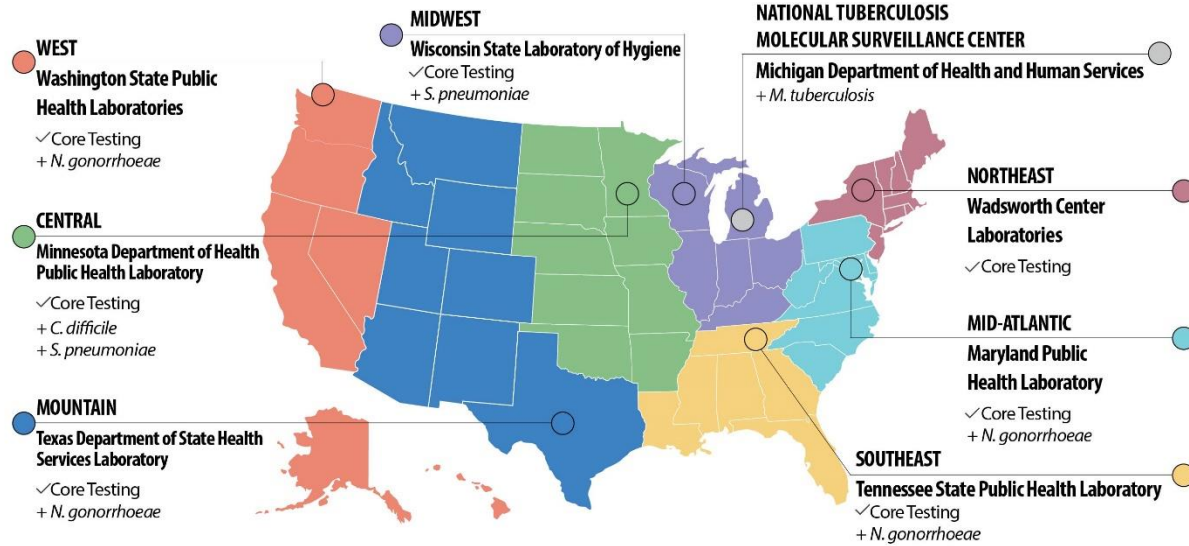 WEST
Washington State Public
Health Laboratories
✓Core Testing
+ N. gonorrhoeae
MIDWEST
Wisconsin State Laboratory of Hygiene
✓Core Testing
+ S. pneumoniae
NATIONAL TUBERCULOSIS
MOLECULAR SURVEILLANCE CENTER
Michigan Department of Health and Human Services
+ M. tuberculosis
CENTRAL
Minnesota Department of Health
Public Health Laboratory
✓Core Testing
+ C. difficile
+ S. pneumoniae
NORTHEAST
Wadsworth Center
Laboratories
✓Core Testing
MID-ATLANTIC
Maryland Public
Health Laboratory
✓Core Testing
+ N. gonorrhoeae
MOUNTAIN
Texas Department of State Health
Services Laboratory
✓Core Testing
+ N. gonorrhoeae
SOUTHEAST
Tennessee State Public Health Laboratory
✓Core Testing
+ N. gonorrhoeae